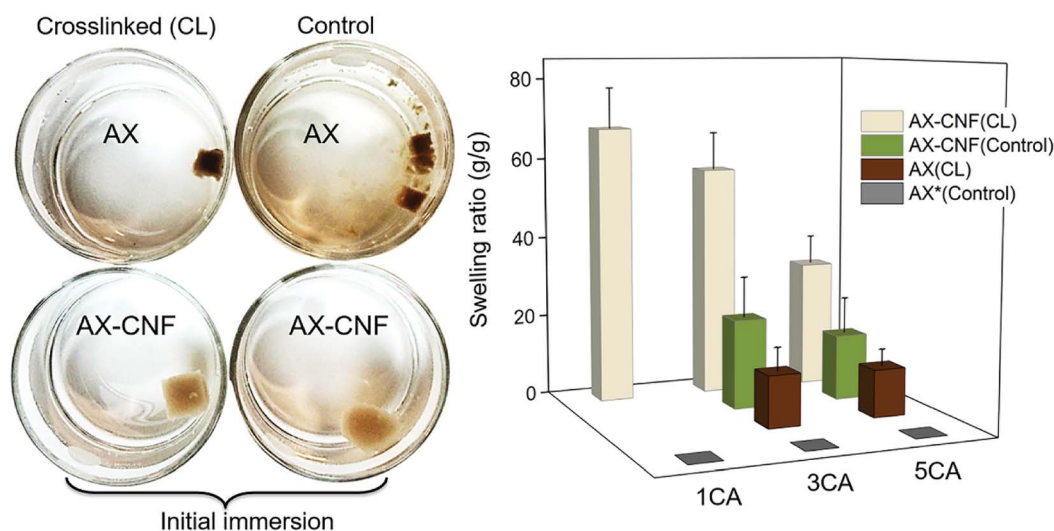 Crosslinked (CL)
Control
AX
AX
AX-CNF
AX-CNF
Initial immersion
Swelling ratio (g/g)
80
60
40
20
0
AX-CNF(CL)
AX-CNF(Control)
AX(CL)
AX*(Control)
1CA
3CA
5CA